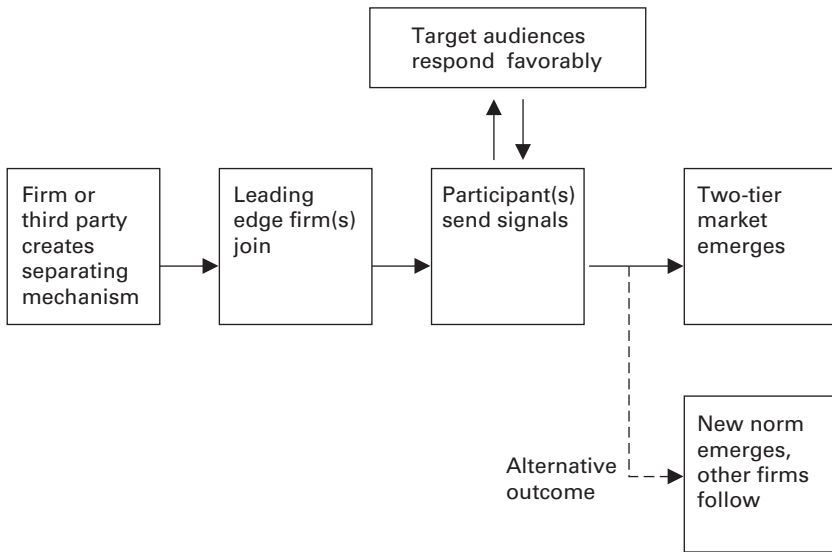 Target audiences
respond favorably
Firm or
third party
creates
separating
mechanism
Leading
edge firm(s)
join
Participant(s)
send signals
Two-tier
market
emerges
New norm
emerges,
other firms
follow
Alternative
outcome